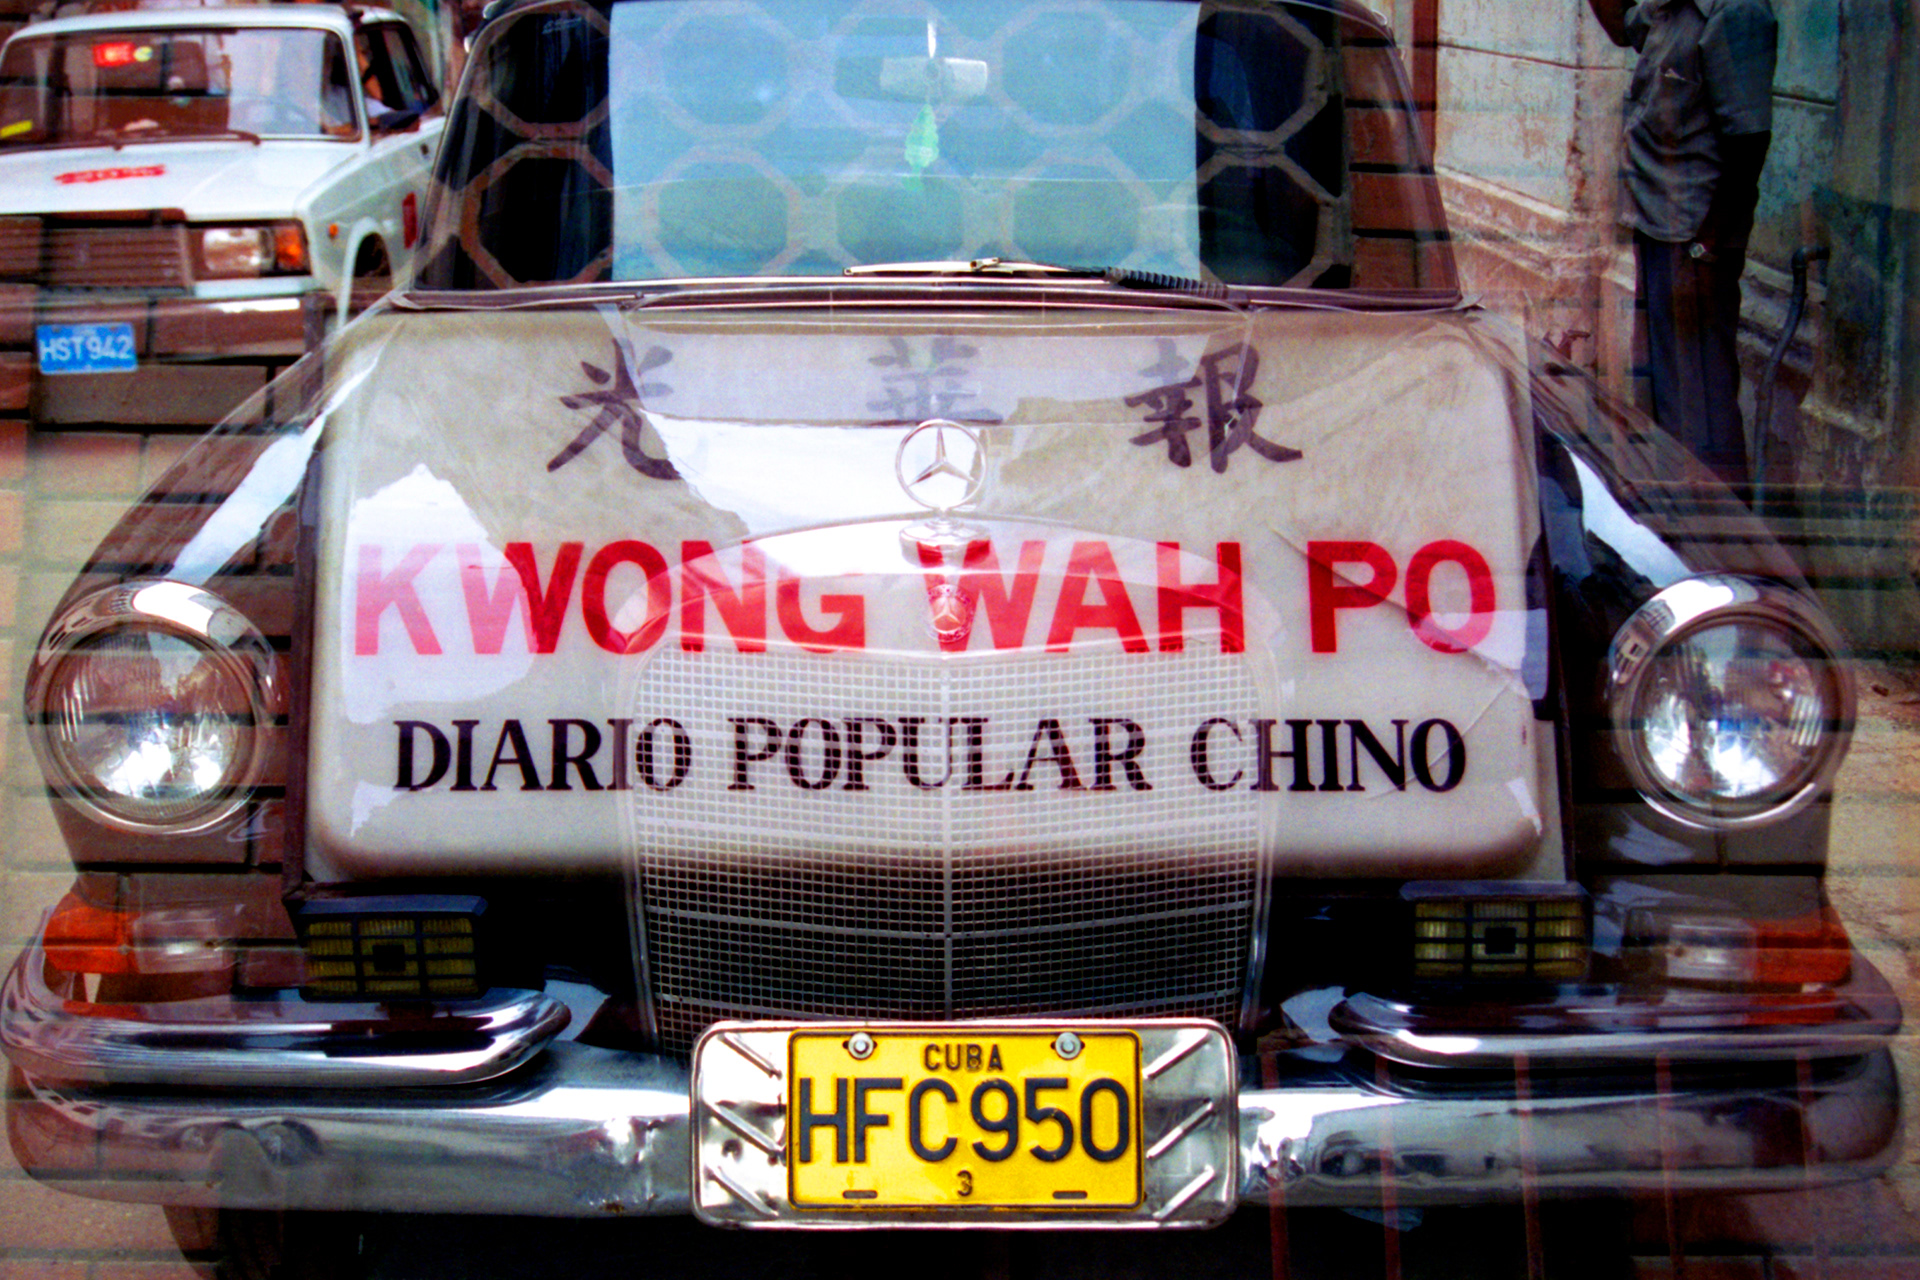 HST942
光 華 報
KWONG WAH PO
DIARIO POPULAR CHINO
CUBA
HFC950
3